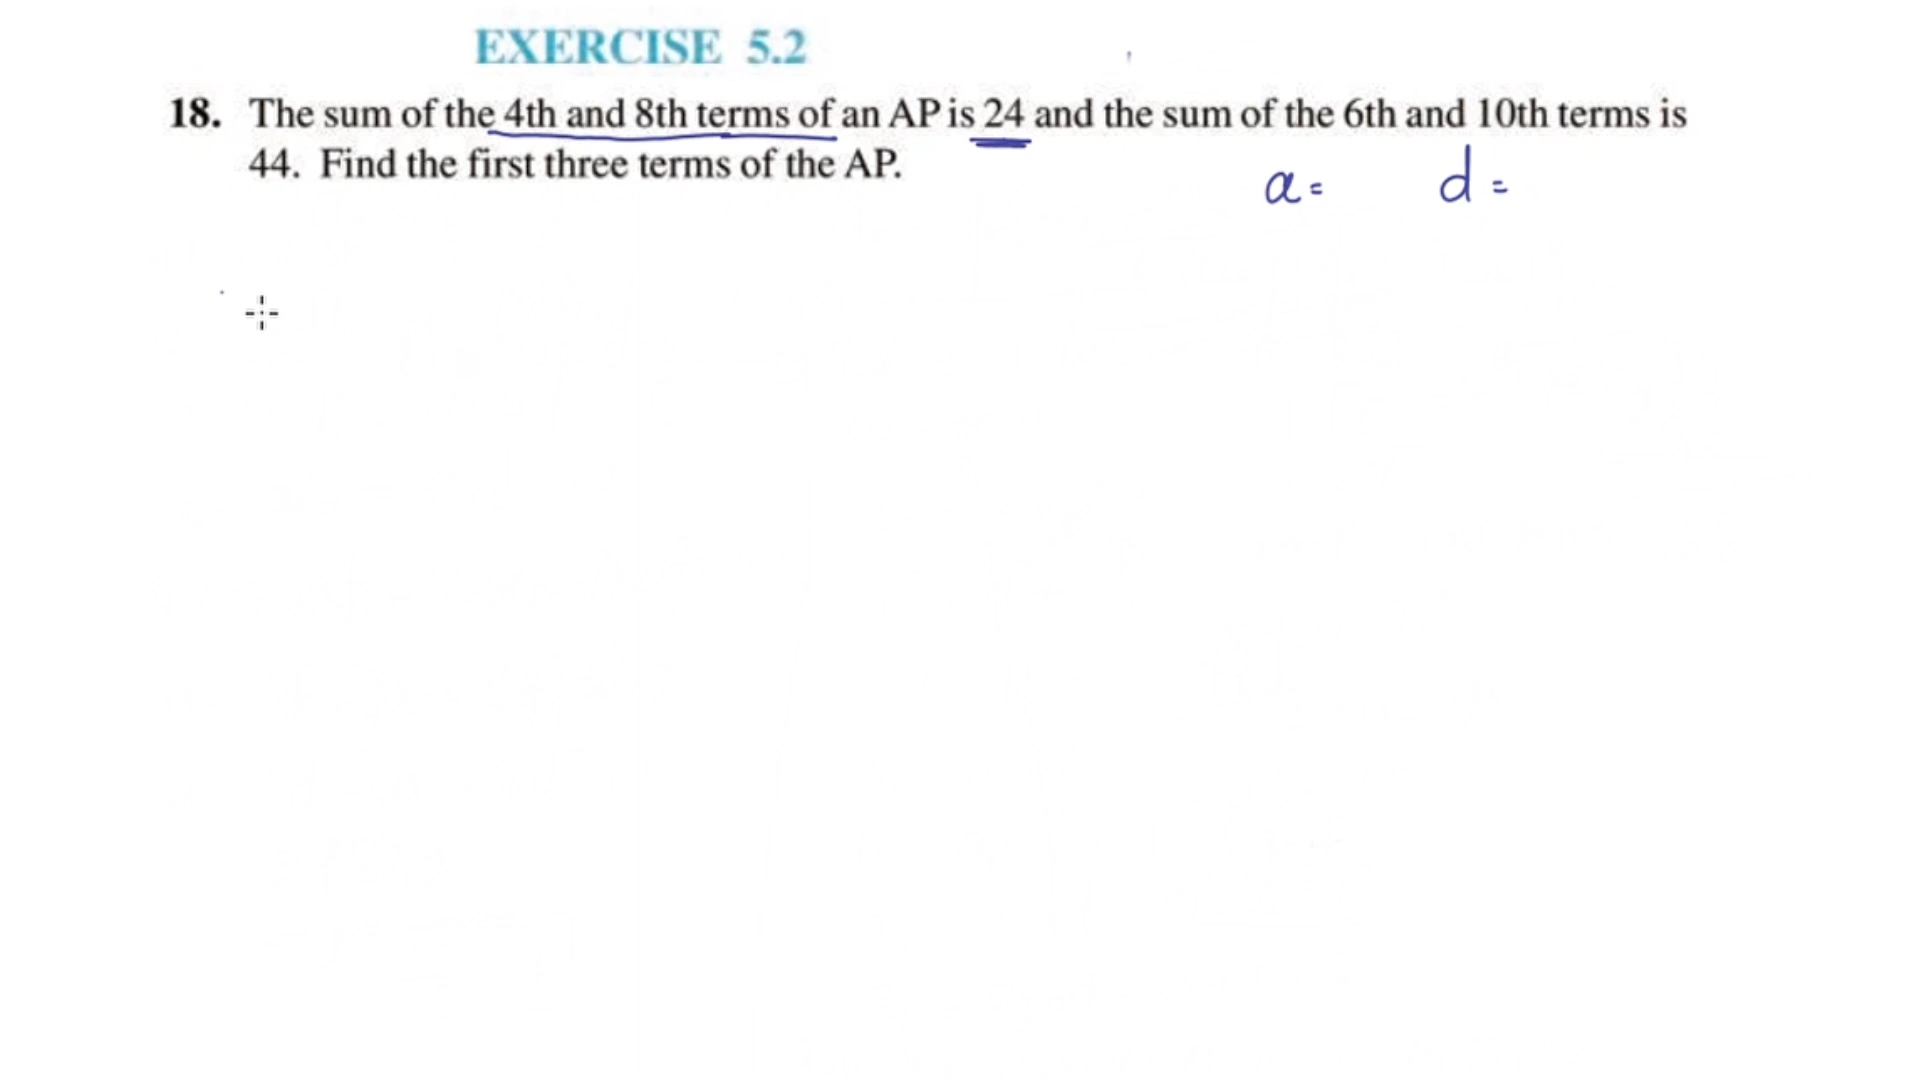 EXERCISE 5.2
18. The sum of the 4th and 8th terms of an AP is 24 and the sum of the 6th and 10th terms is
44. Find the first three terms of the AP.
a = d =